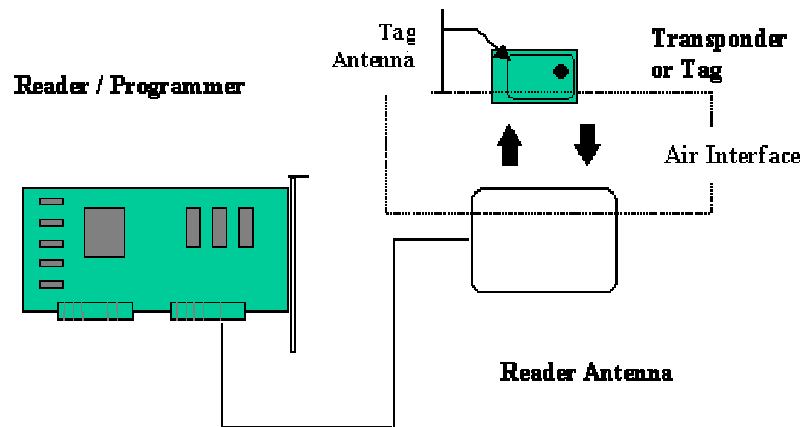 Tag
Antenna
Transponder
or Tag
Reader / Programmer
Air Interface
Reader Antenna